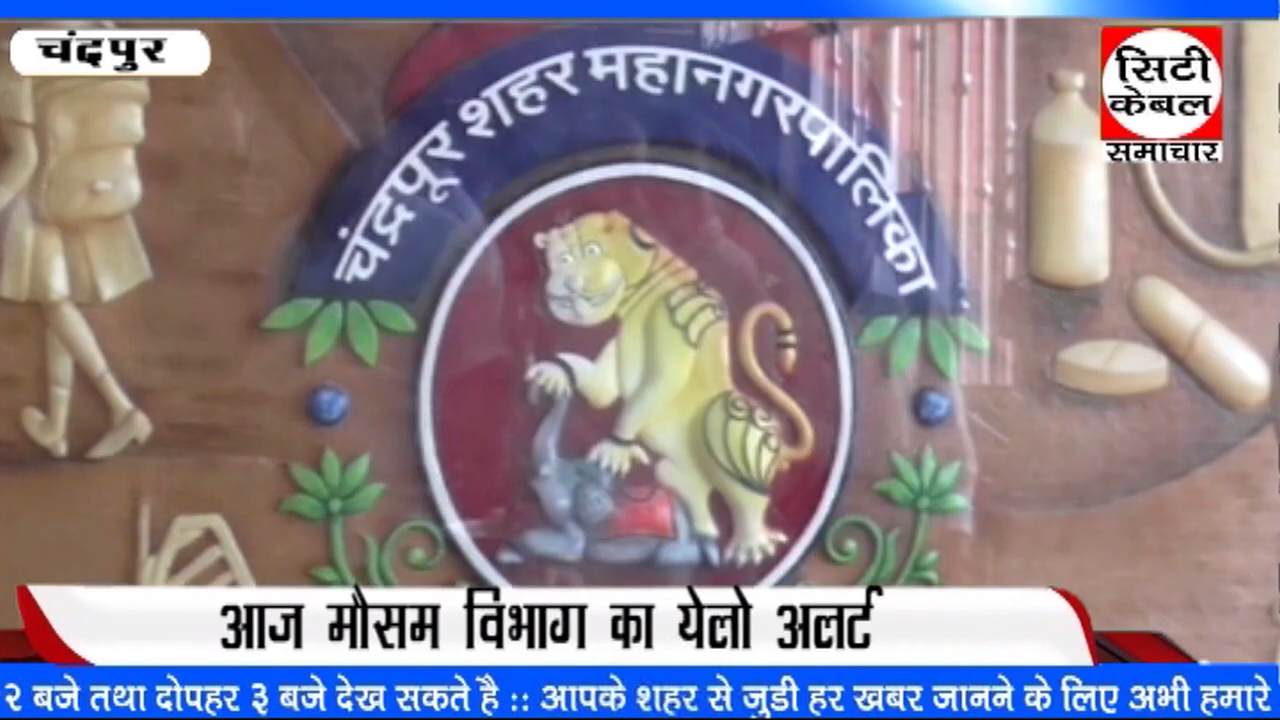 चंद्रपुर
सिटी
केबल
समाचार
चंद्रपूर शहर महानगरपालिका
आज मौसम विभाग का येलो अलर्ट
२ बजे तथा दोपहर ३ बजे देख सकते है :: आपके शहर से जुडी हर खबर जानने के लिए अभी हमारे